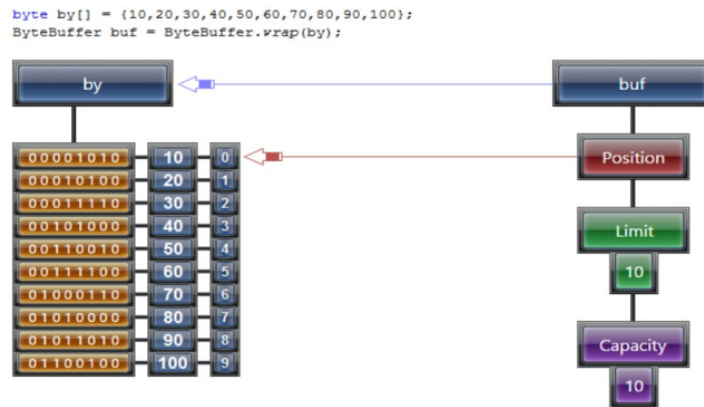 byte by[] = {10,20,30,40,50,60,70,80,90,100};
ByteBuffer buf = ByteBuffer.wrap(by);
by
buf
00001010 10 0
Position
00010100 20 1
00011110 30 2
00101000 40 3
Limit
00110010 50 4
00111100 60 5
10
01000110 70 6
01010000 80 7
01011010 90 8
Capacity
01100100 100 9
10